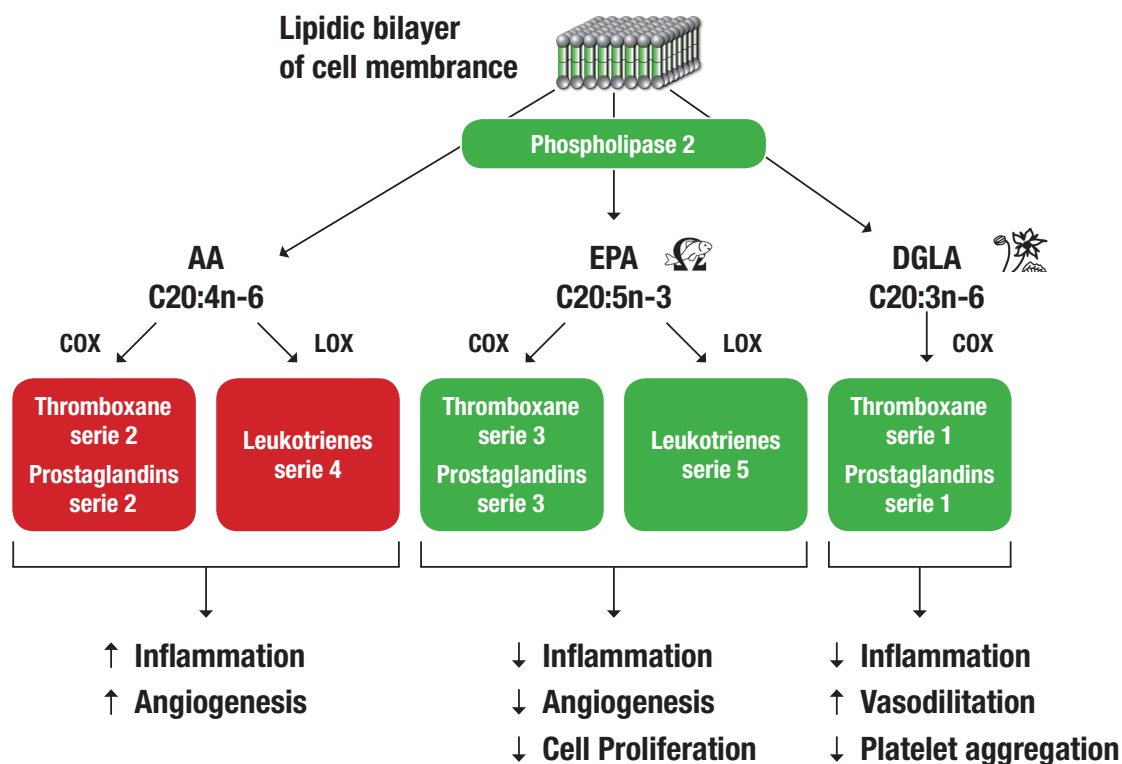 Lipidic bilayer
of cell membrance
Phospholipase 2
AA
C20:4n-6
EPA
C20:5n-3
DGLA
C20:3n-6
COX
LOX
COX
LOX
COX
Thromboxane
serie 2
Prostaglandins
serie 2
Leukotrienes
serie 4
Thromboxane
serie 3
Prostaglandins
serie 3
Leukotrienes
serie 5
Thromboxane
serie 1
Prostaglandins
serie 1
↑ Inflammation
↑ Angiogenesis
↓ Inflammation
↓ Angiogenesis
↓ Cell Proliferation
↓ Inflammation
↑ Vasodilitation
↓ Platelet aggregation